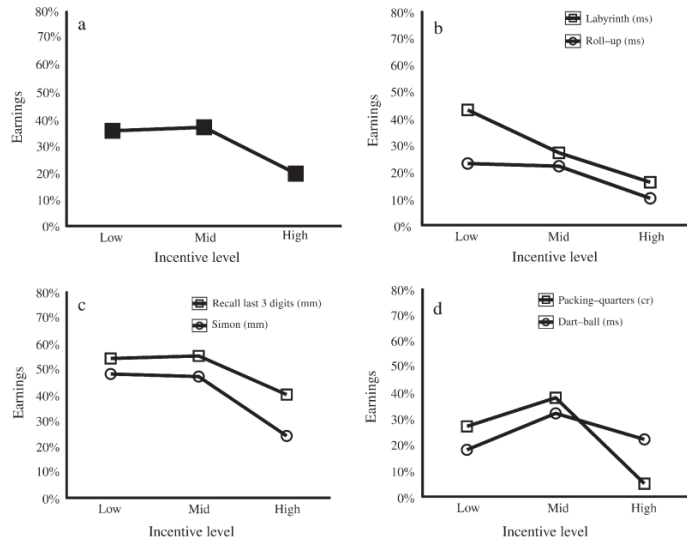 a
80%
70%
60%
50%
40%
30%
20%
10%
0%
Earnings
Low Mid High
Incentive level
b
Labyrinth (ms)
Roll–up (ms)
80%
70%
60%
50%
40%
30%
20%
10%
0%
Earnings
Low Mid High
Incentive level
c
Recall last 3 digits (mm)
Simon (mm)
80%
70%
60%
50%
40%
30%
20%
10%
0%
Earnings
Low Mid High
Incentive level
d
Packing–quarters (cr)
Dart–ball (ms)
80%
70%
60%
50%
40%
30%
20%
10%
0%
Earnings
Low Mid High
Incentive level